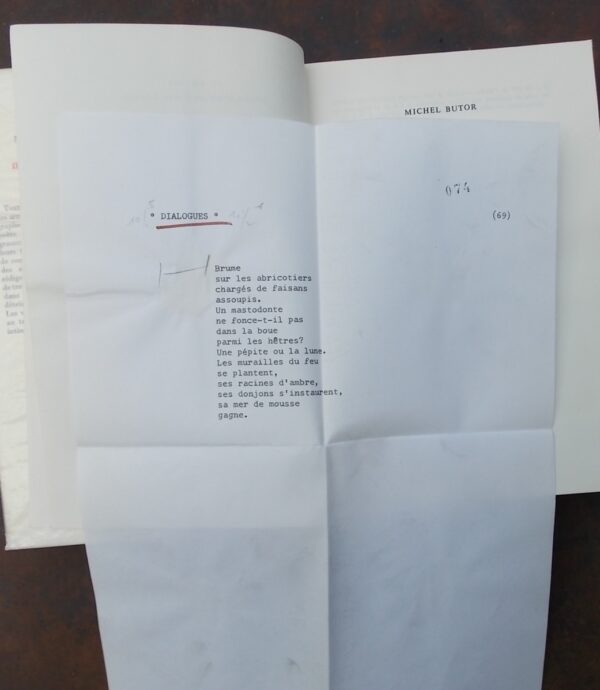 MICHEL BUTOR
074
° DIALOGUES °
(69)
Brume
sur les abricotiers
chargés de faisans
assoupis.
Un mastodonte
ne fonce-t-il pas
dans la boue
parmi les hêtres?
Une pépite ou la lune.
Les murailles du feu
se plantent,
ses racines d'ambre,
ses donjons s'instaurent,
sa mer de mousse
gagne.